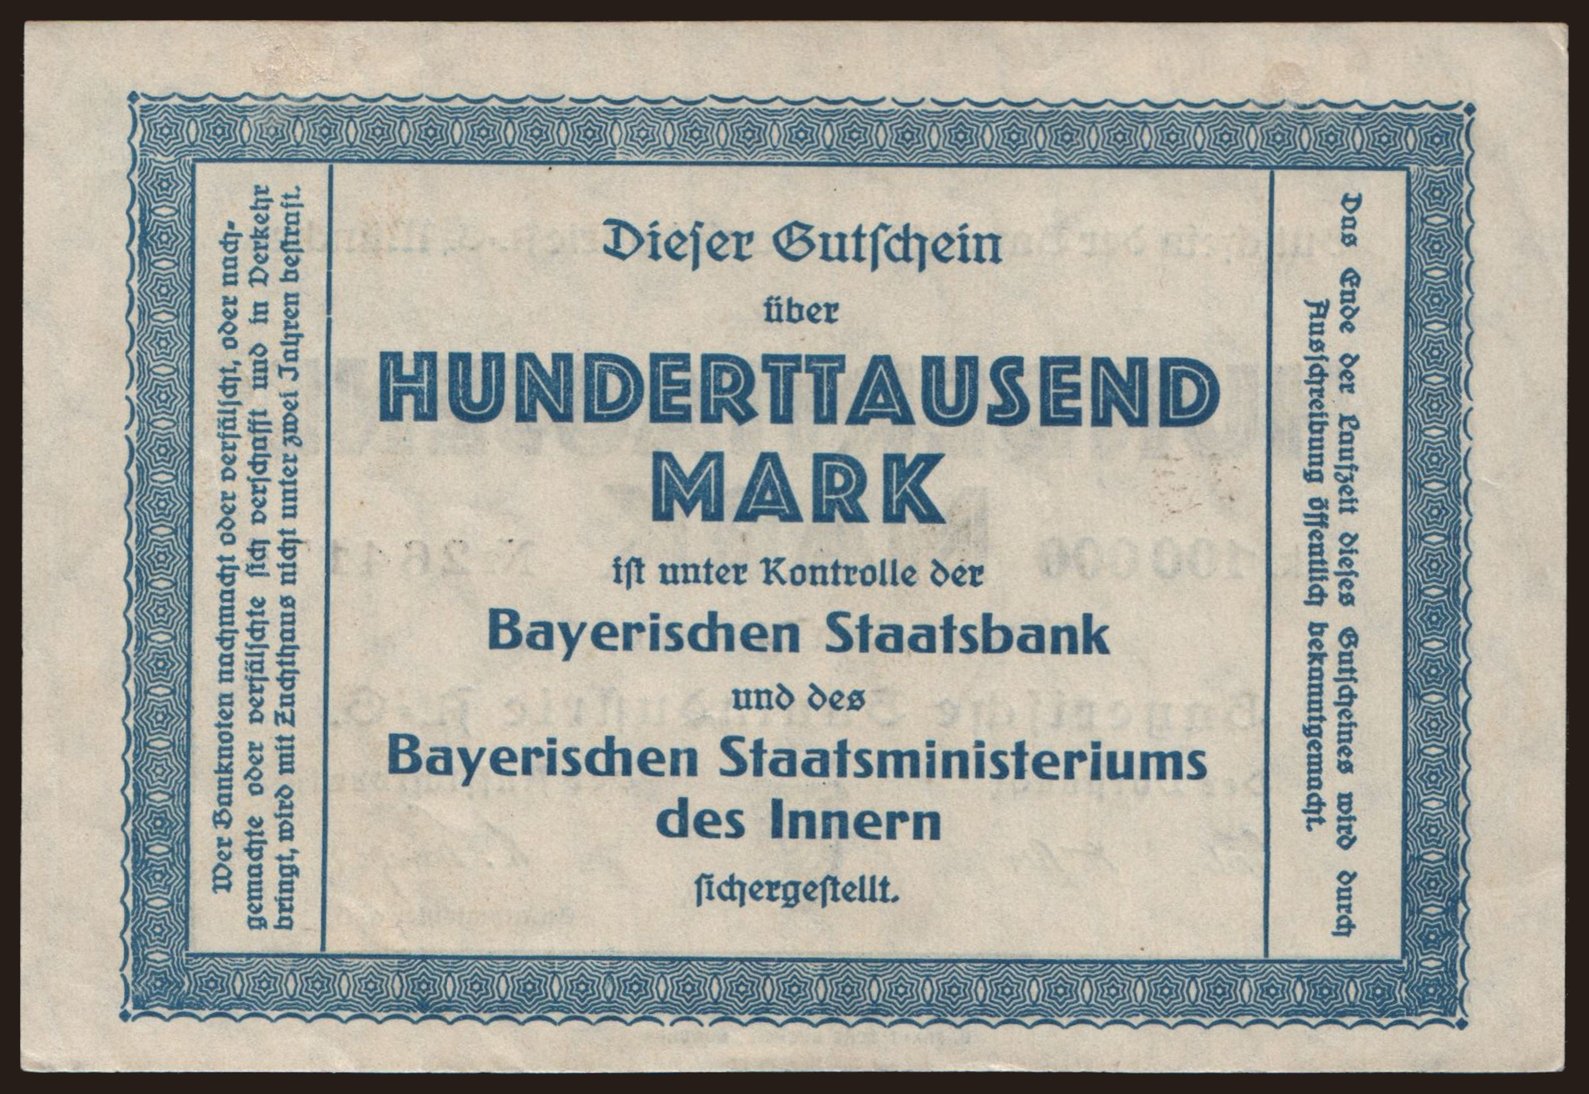 Wer Banknoten nachmacht oder verfälscht, oder nach-
gemachte oder verfälschte sich verschafft und in Verkehr
bringt, wird mit Zuchthaus nicht unter zwei Jahren bestraft.
Dieser Gutschein
über
HUNDERTTAUSEND
MARK
ist unter Kontrolle der
Bayerischen Staatsbank
und des
Bayerischen Staatsministeriums
des Innern
sichergestellt.
Das Ende der Laufzeit dieses Gutscheines wird durch
Ausschreibung öffentlich bekanntgemacht.